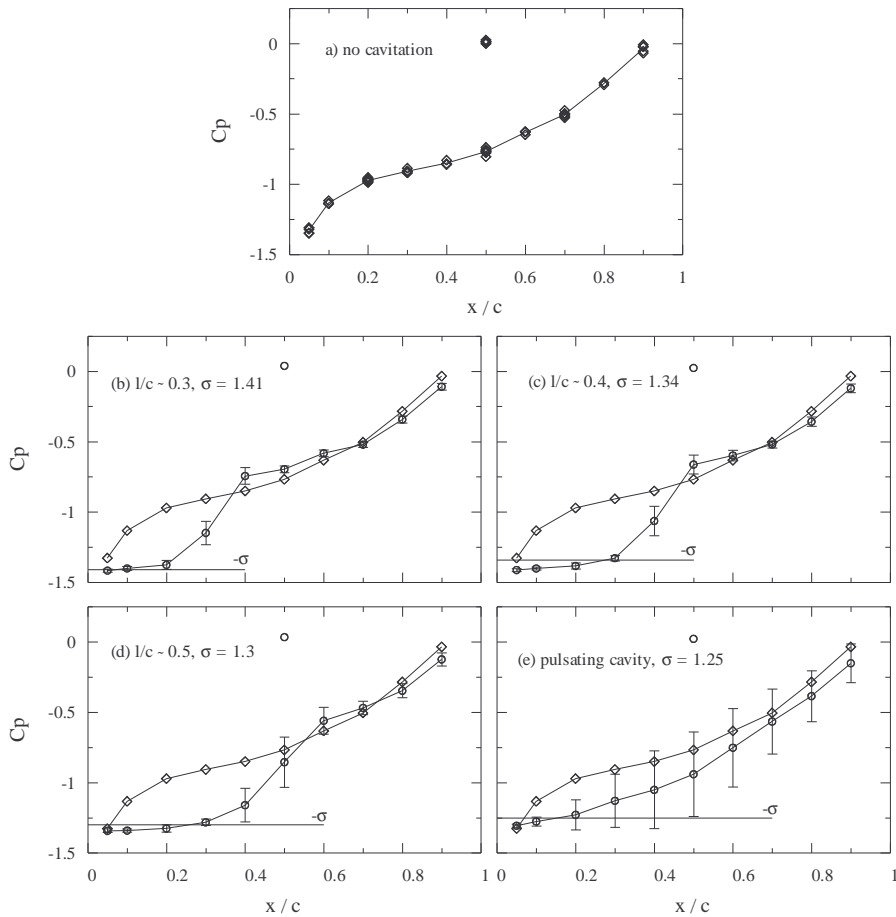 a) no cavitation
0
-0.5
-1
-1.5
Cp
0
0.2
0.4
0.6
0.8
1
x / c
(b) l/c ~ 0.3, σ = 1.41
0
-0.5
-1
-1.5
Cp
-σ
(c) l/c ~ 0.4, σ = 1.34
-σ
(d) l/c ~ 0.5, σ = 1.3
0
-0.5
-1
-1.5
Cp
-σ
0
0.2
0.4
0.6
0.8
1
x / c
(e) pulsating cavity, σ = 1.25
-σ
0
0.2
0.4
0.6
0.8
1
x / c